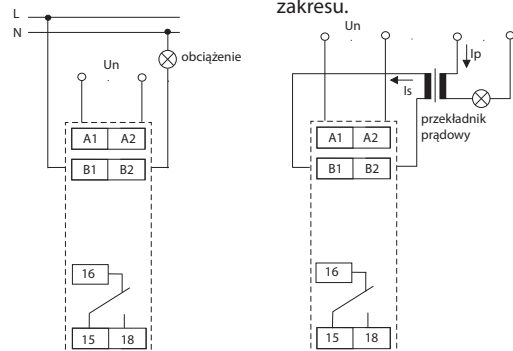 zakresu.
L
N
Un
obciążenie
A1 A2
B1 B2
16
15 18
Un
Ip
Is
przekładnik
prądowy
A1 A2
B1 B2
16
15 18